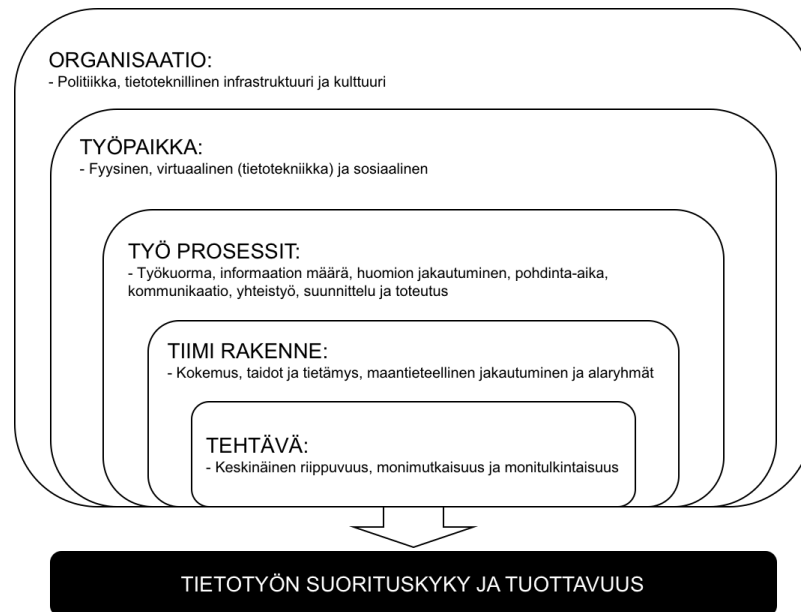 ORGANISAATIO:
- Politiikka, tietoteknillinen infrastruktuuri ja kulttuuri
TYÖPAIKKA:
- Fyysinen, virtuaalinen (tietotekniikka) ja sosiaalinen
TYÖ PROSESSIT:
- Työkuorma, informaation määrä, huomion jakautuminen, pohdinta-aika,
kommunikaatio, yhteistyö, suunnittelu ja toteutus
TIIMI RAKENNE:
- Kokemus, taidot ja tietämys, maantieteellinen jakautuminen ja alaryhmät
TEHTÄVÄ:
- Keskinäinen riippuvuus, monimutkaisuus ja monitulkintaisuus
TIETOTYÖN SUORITUSKYKY JA TUOTTAVUUS